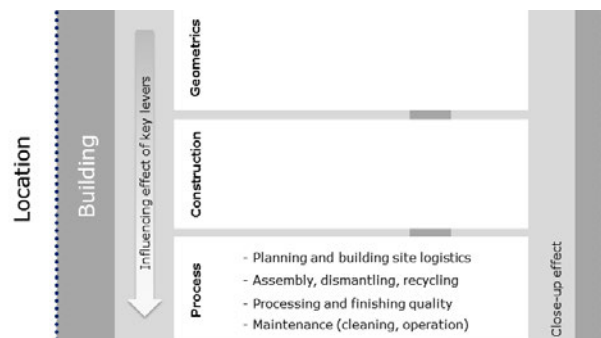 Location
Building
Influencing effect of key levers
Geometrics
Construction
Process
- Planning and building site logistics
- Assembly, dismantling, recycling
- Processing and finishing quality
- Maintenance (cleaning, operation)
Close-up effect